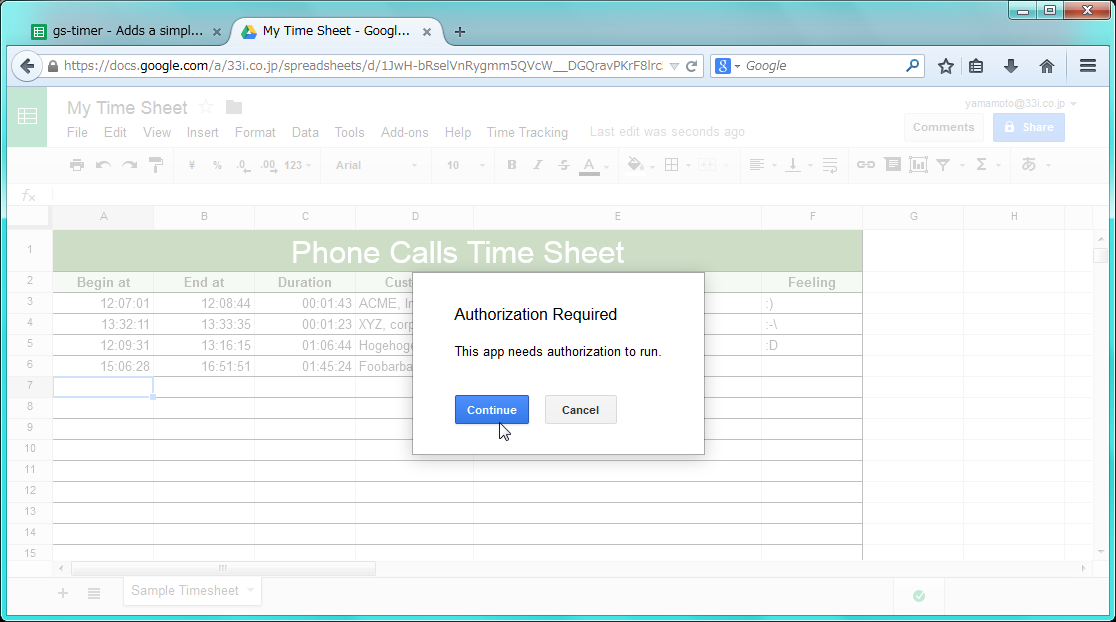 gs-timer - Adds a simpl...
My Time Sheet - Googl...
https://docs.google.com/a/33i.co.jp/spreadsheets/d/1JwH-bRselVnRygmm5QVcW__DGQravPKrF8lrc
Google
My Time Sheet
yamamoto@33i.co.jp
File Edit View Insert Format Data Tools Add-ons Help Time Tracking Last edit was seconds ago
Comments Share
¥ % .0 .00 123 Arial 10 B I S A Σ あ
fx
A B C D E F G H
1 Phone Calls Time Sheet
2 Begin at End at Duration Cust Feeling
3 12:07:01 12:08:44 00:01:43 ACME, In :)
4 13:32:11 13:33:35 00:01:23 XYZ, corp :-\
5 12:09:31 13:16:15 01:06:44 Hogehoge :D
6 15:06:28 16:51:51 01:45:24 Foobarba
7
8
9
10
11
12
13
14
15
Authorization Required
This app needs authorization to run.
Continue Cancel
Sample Timesheet